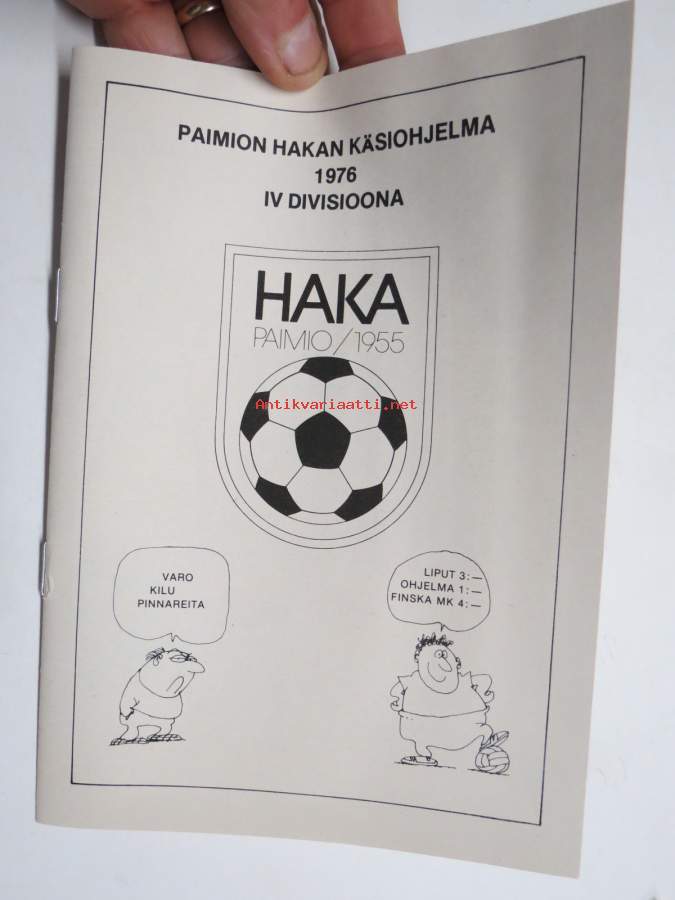 PAIMION HAKAN KÄSIOHJELMA
1976
IV DIVISIOONA
HAKA
PAIMIO/1955
Antikvariaatti.net
VARO
KILU
PINNAREITA
LIPUT 3:—
OHJELMA 1:—
FINSKA MK 4:—